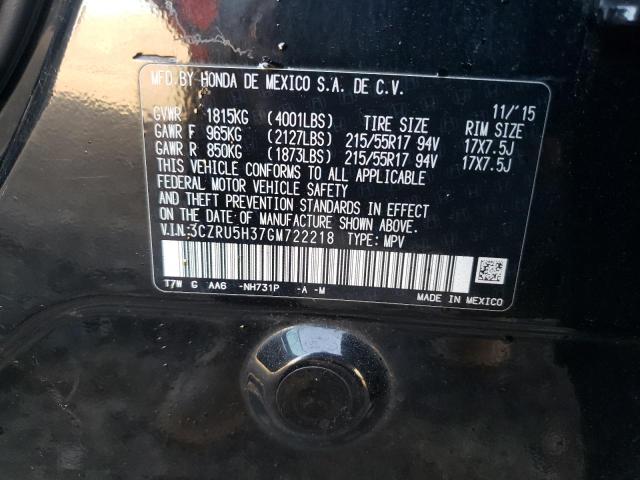 MFD.BY HONDA DE MEXICO S.A. DE C.V.
11/'15
GVWR 1815KG (4001LBS) TIRE SIZE RIM SIZE
GAWR F 965KG (2127LBS) 215/55R17 94V 17X7.5J
GAWR R 850KG (1873LBS) 215/55R17 94V 17X7.5J
THIS VEHICLE CONFORMS TO ALL APPLICABLE
FEDERAL MOTOR VEHICLE SAFETY
AND THEFT PREVENTION STANDARDS IN EFFECT
ON THE DATE OF MANUFACTURE SHOWN ABOVE.
V.I.N:3CZRU5H37GM722218 TYPE: MPV
T7W G AA6 -NH731P -A -M
MADE IN MEXICO